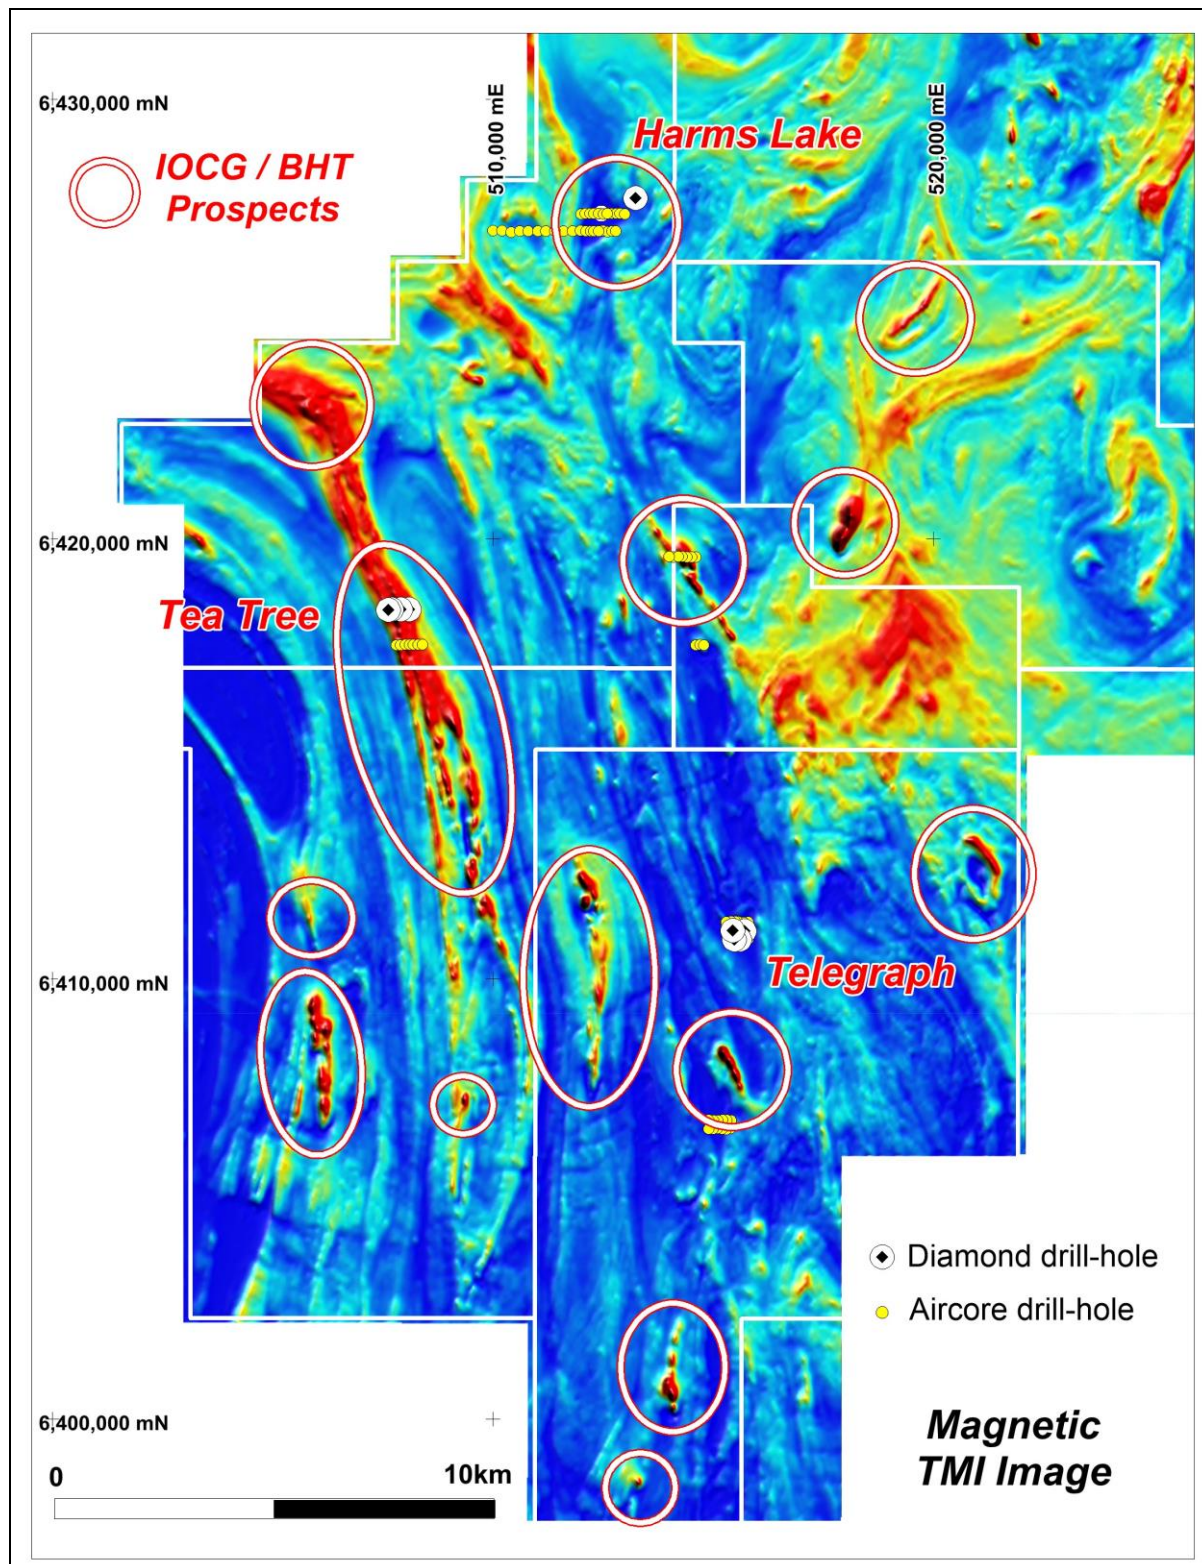 6,430,000 mN
510,000 mE
520,000 mE
Harms Lake
IOCG / BHT
Prospects
6,420,000 mN
Tea Tree
6,410,000 mN
Telegraph
Diamond drill-hole
Aircore drill-hole
6,400,000 mN
Magnetic
TMI Image
0
10km